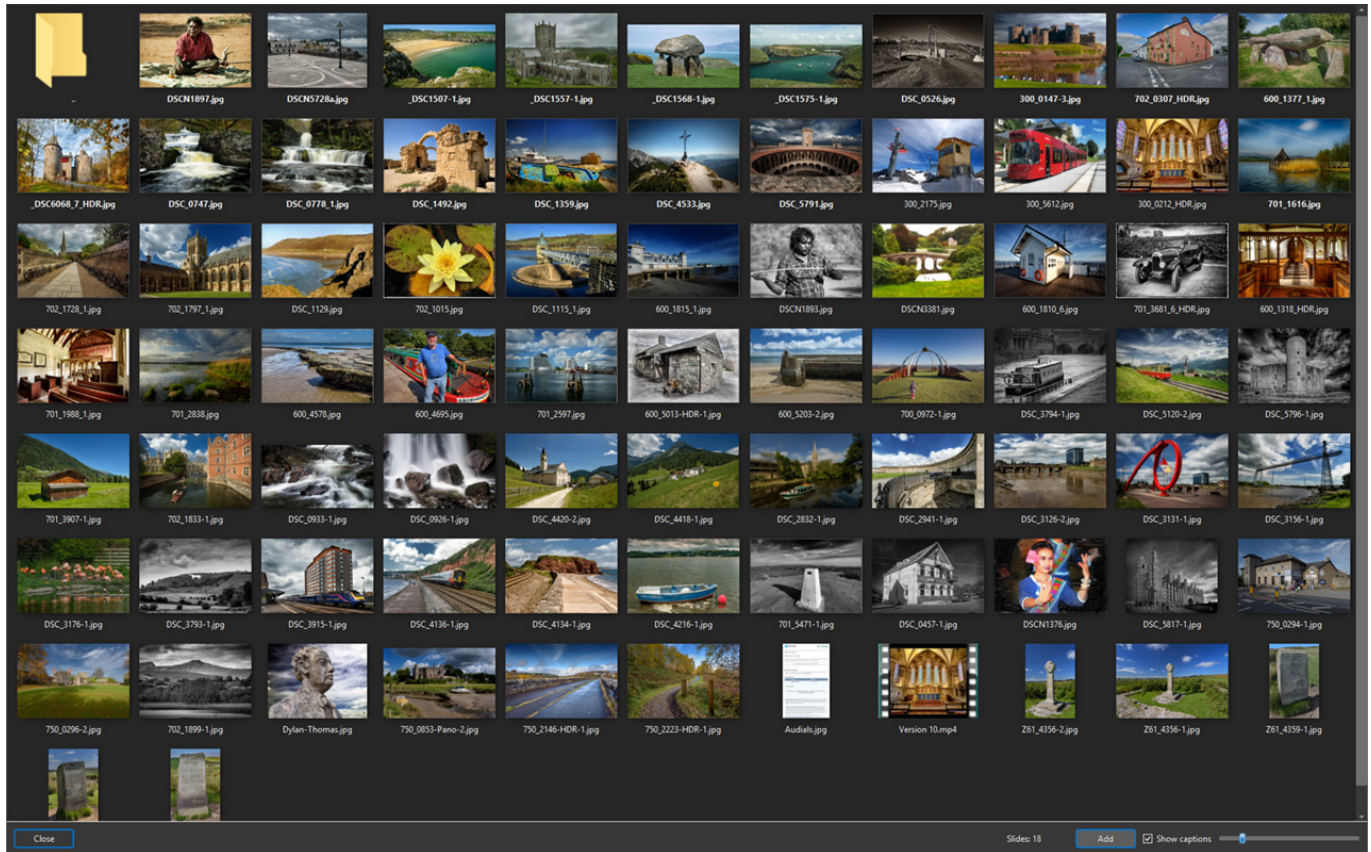 ..
DSCN1897.jpg
DSCN5728a.jpg
_DSC1507-1.jpg
_DSC1557-1.jpg
_DSC1568-1.jpg
_DSC1575-1.jpg
DSC_0526.jpg
300_0147-3.jpg
702_0307_HDR.jpg
600_1377_1.jpg
_DSC6068_7_HDR.jpg
DSC_0747.jpg
DSC_0778_1.jpg
DSC_1492.jpg
DSC_1359.jpg
DSC_4533.jpg
DSC_5791.jpg
300_2175.jpg
300_5612.jpg
300_0212_HDR.jpg
701_1616.jpg
702_1728_1.jpg
702_1797_1.jpg
DSC_1129.jpg
702_1015.jpg
DSC_1115_1.jpg
600_1815_1.jpg
DSCN1893.jpg
DSCN3381.jpg
600_1810_6.jpg
701_3681_6_HDR.jpg
600_1318_HDR.jpg
701_1988_1.jpg
701_2838.jpg
600_4578.jpg
600_4695.jpg
701_2597.jpg
600_5013-HDR-1.jpg
600_5203-2.jpg
700_0972-1.jpg
DSC_3794-1.jpg
DSC_5120-2.jpg
DSC_5796-1.jpg
701_3907-1.jpg
702_1833-1.jpg
DSC_0933-1.jpg
DSC_0926-1.jpg
DSC_4420-2.jpg
DSC_4418-1.jpg
DSC_2832-1.jpg
DSC_2941-1.jpg
DSC_3126-2.jpg
DSC_3131-1.jpg
DSC_3156-1.jpg
DSC_3176-1.jpg
DSC_3793-1.jpg
DSC_3915-1.jpg
DSC_4136-1.jpg
DSC_4134-1.jpg
DSC_4216-1.jpg
701_5471-1.jpg
DSC_0457-1.jpg
DSCN1376.jpg
DSC_5817-1.jpg
750_0294-1.jpg
750_0296-2.jpg
702_1899-1.jpg
Dylan-Thomas.jpg
750_0853-Pano-2.jpg
750_2146-HDR-1.jpg
750_2223-HDR-1.jpg
Audials.jpg
Version 10.mp4
Z61_4356-2.jpg
Z61_4356-1.jpg
Z61_4359-1.jpg
Close
Slides: 18
Add
Show captions